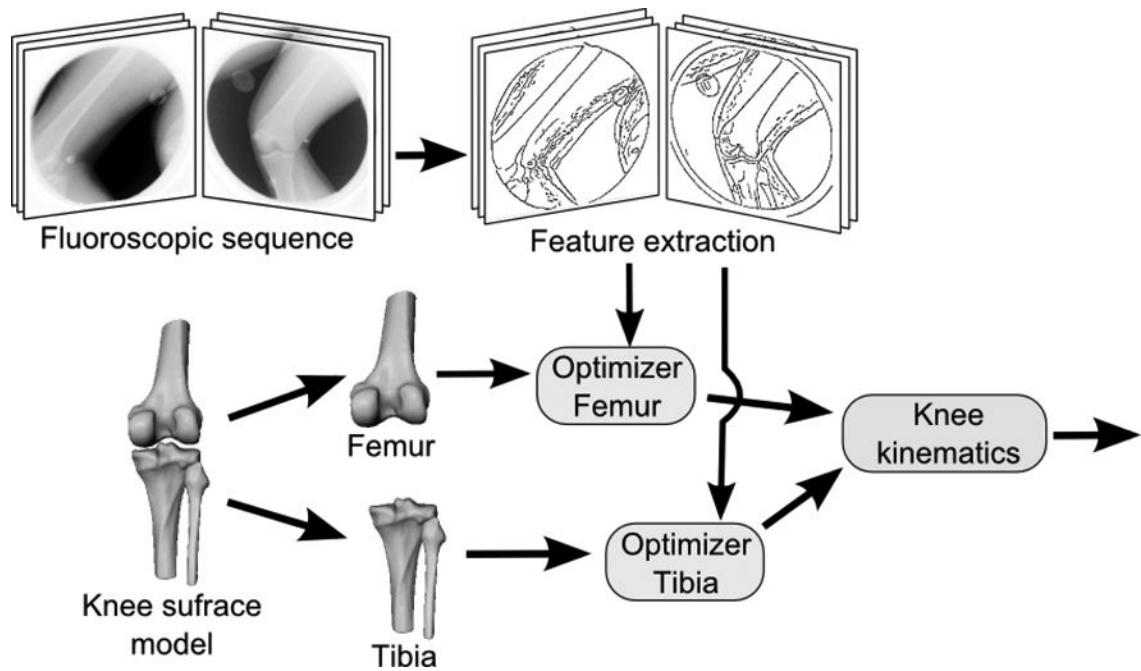 Fluoroscopic sequence
Feature extraction
Optimizer
Femur
Knee
kinematics
Femur
Optimizer
Tibia
Knee sufrace
model
Tibia